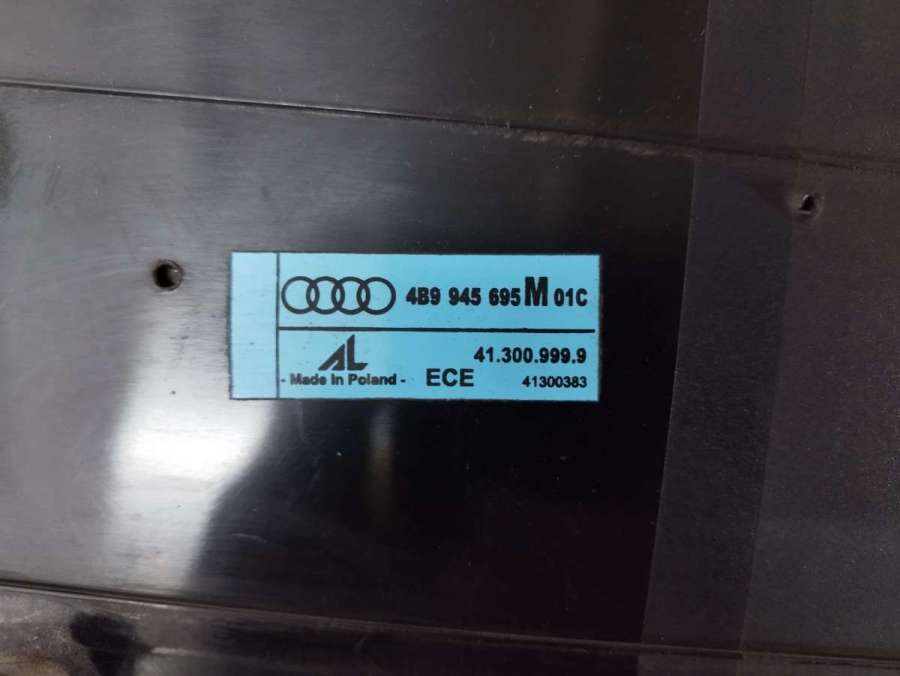 4B9 945 695 M 01C
41.300.999.9
AL
- Made In Poland - ECE 41300383